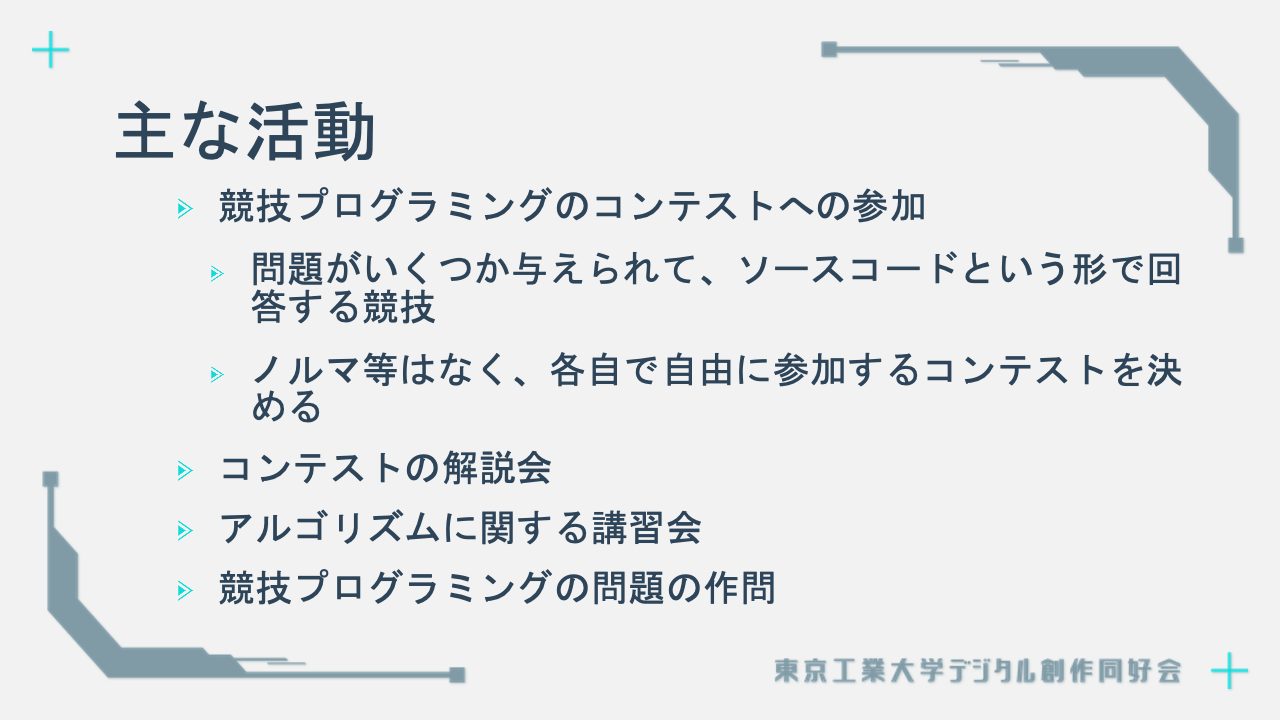 主な活動
競技プログラミングのコンテストへの参加
問題がいくつか与えられて、ソースコードという形で回
答する競技
ノルマ等はなく、各自で自由に参加するコンテストを決
める
コンテストの解説会
アルゴリズムに関する講習会
競技プログラミングの問題の作問
東京工業大学デジタル創作同好会